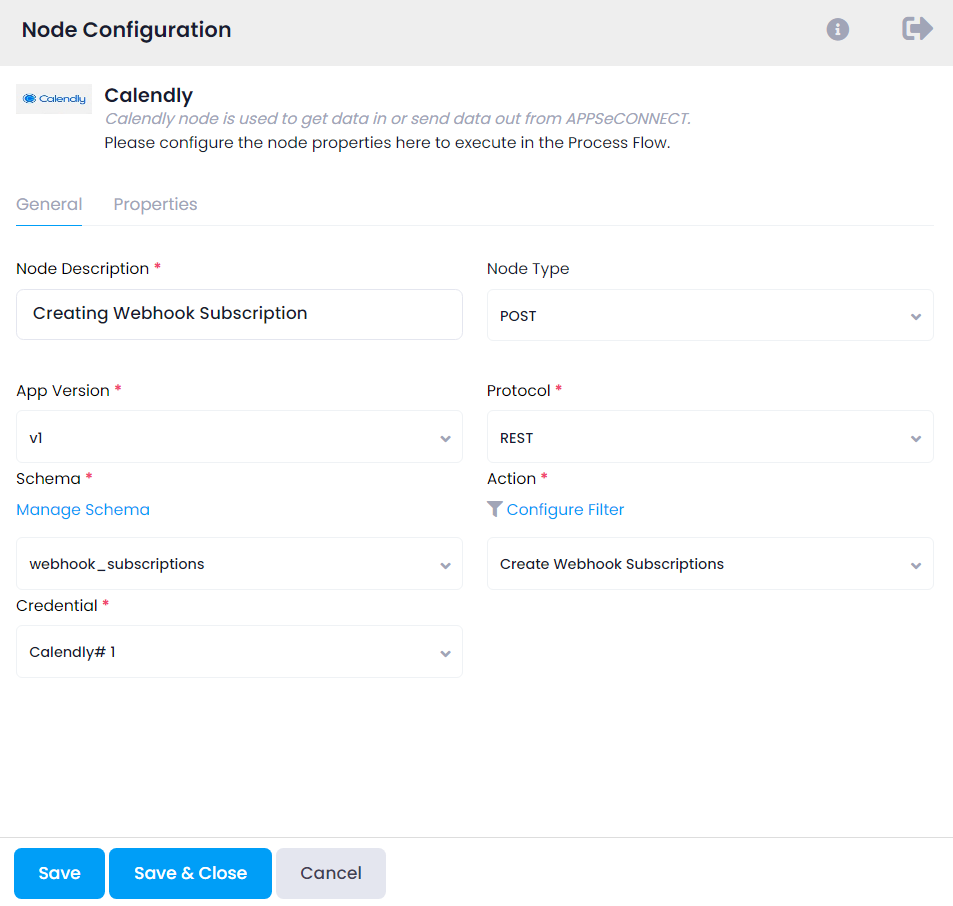 Node Configuration
Calendly
Calendly
Calendly node is used to get data in or send data out from APPSeCONNECT.
Please configure the node properties here to execute in the Process Flow.
General Properties
Node Description * Node Type
Creating Webhook Subscription POST
App Version * Protocol *
v1 REST
Schema * Action *
Manage Schema Configure Filter
webhook_subscriptions Create Webhook Subscriptions
Credential *
Calendly# 1
Save Save & Close Cancel